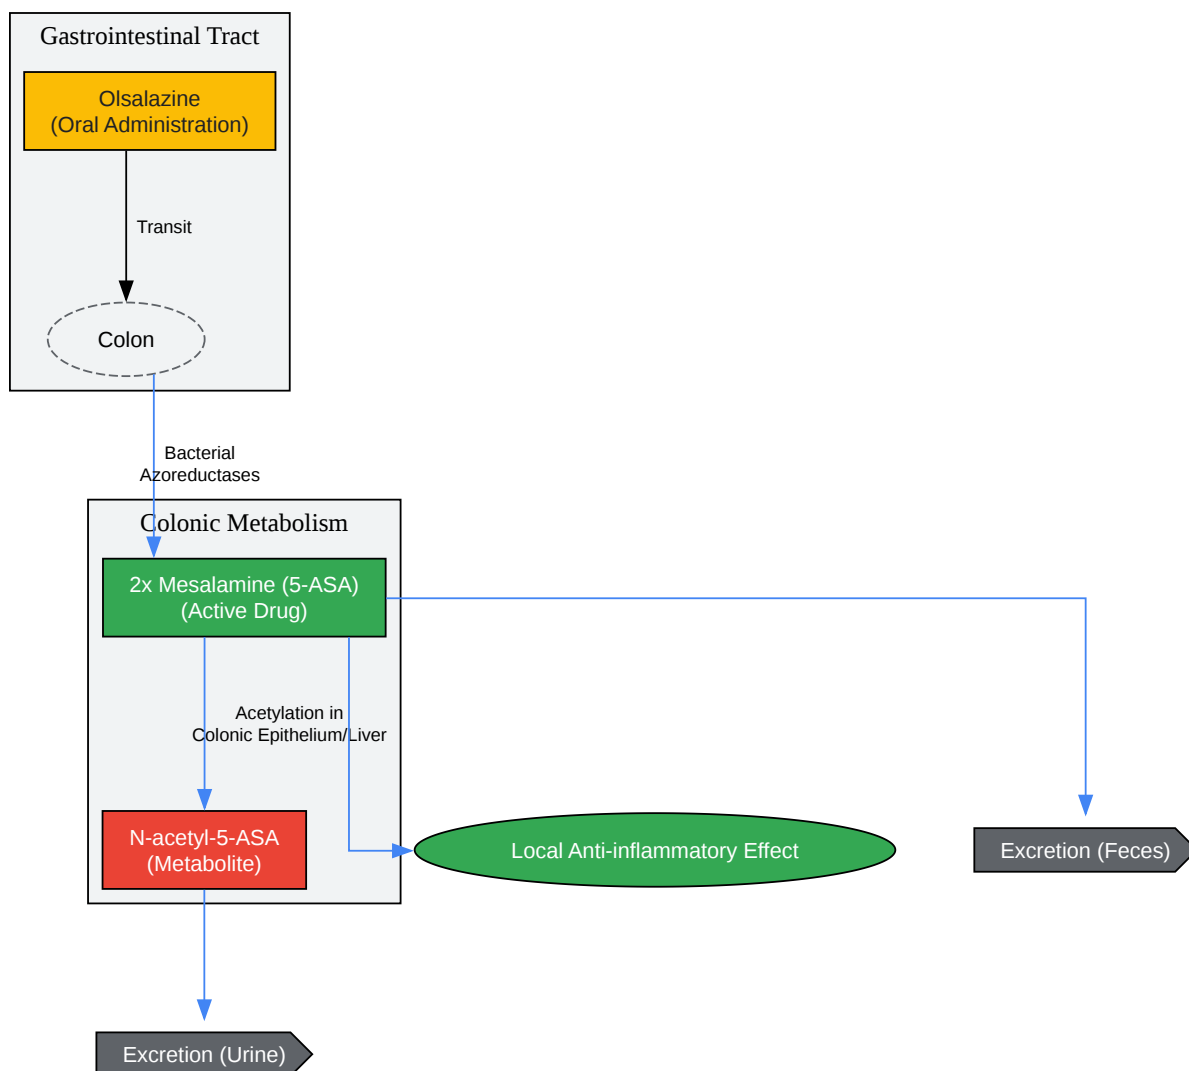 Gastrointestinal Tract
Olsalazine
(Oral Administration)
Transit
Colon
Bacterial
Azoreductases
Colonic Metabolism
2x Mesalamine (5-ASA)
(Active Drug)
Acetylation in
Colonic Epithelium/Liver
N-acetyl-5-ASA
(Metabolite)
Local Anti-inflammatory Effect
Excretion (Feces)
Excretion (Urine)